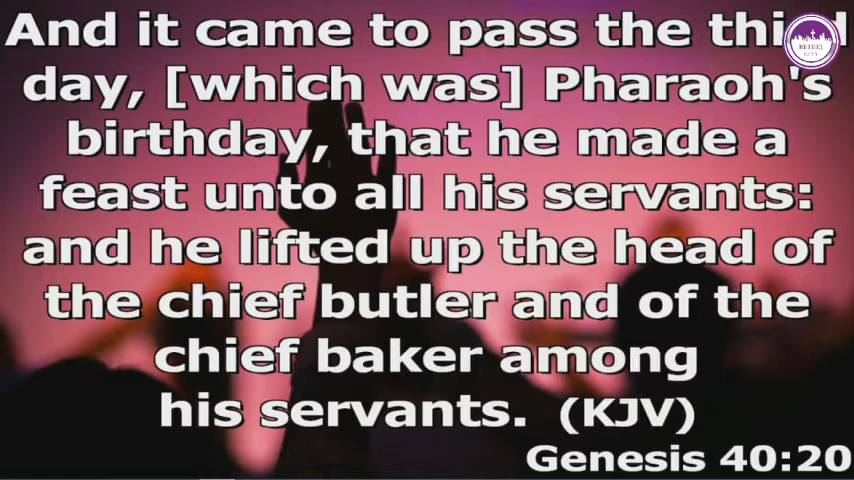 And it came to pass the third
day, [which was] Pharaoh's
birthday, that he made a
feast unto all his servants:
and he lifted up the head of
the chief butler and of the
chief baker among
his servants. (KJV)
Genesis 40:20
BETHEL
CITY